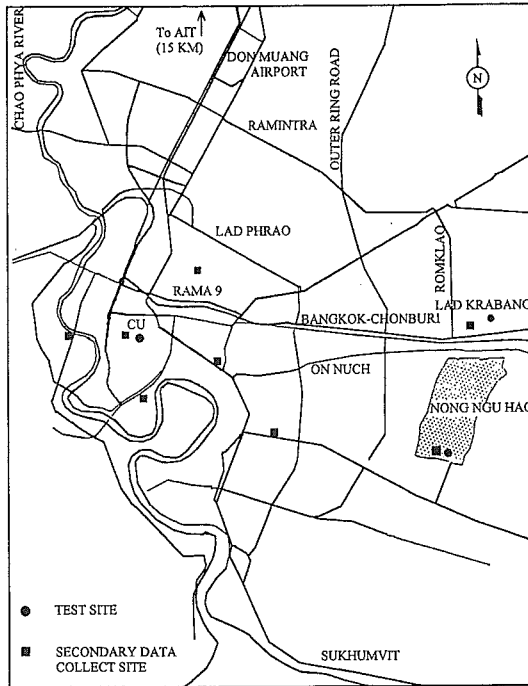 To AIT
(15 KM)
DON MUANG
AIRPORT
CHAO PHYA RIVER
OUTER RING ROAD
N
RAMINTRA
LAD PHRAO
ROMKLAO
RAMA 9
LAD KRABANG
BANGKOK-CHONBURI
CU
ON NUCH
NONG NGU HAO
TEST SITE
SECONDARY DATA
COLLECT SITE
SUKHUMVIT